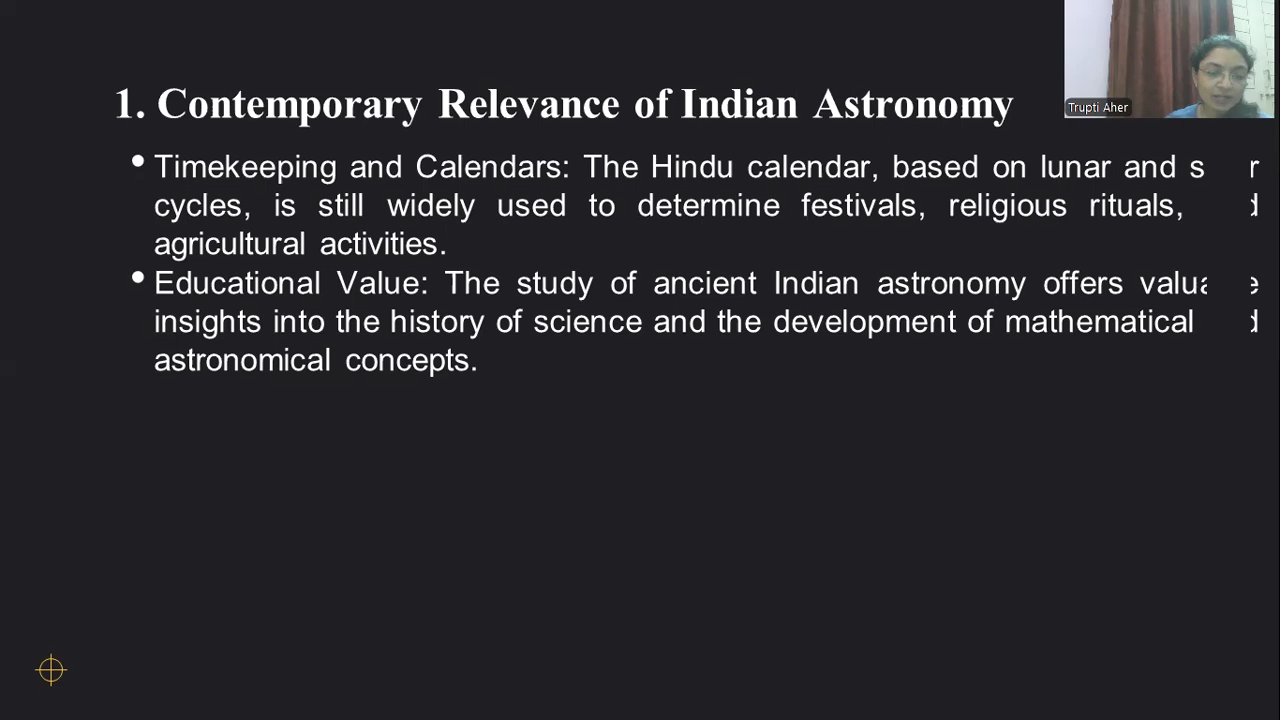 1. Contemporary Relevance of Indian Astronomy
Trupti Aher
• Timekeeping and Calendars: The Hindu calendar, based on lunar and
cycles, is still widely used to determine festivals, religious rituals,
agricultural activities.
• Educational Value: The study of ancient Indian astronomy offers
insights into the history of science and the development of mathematical
astronomical concepts.